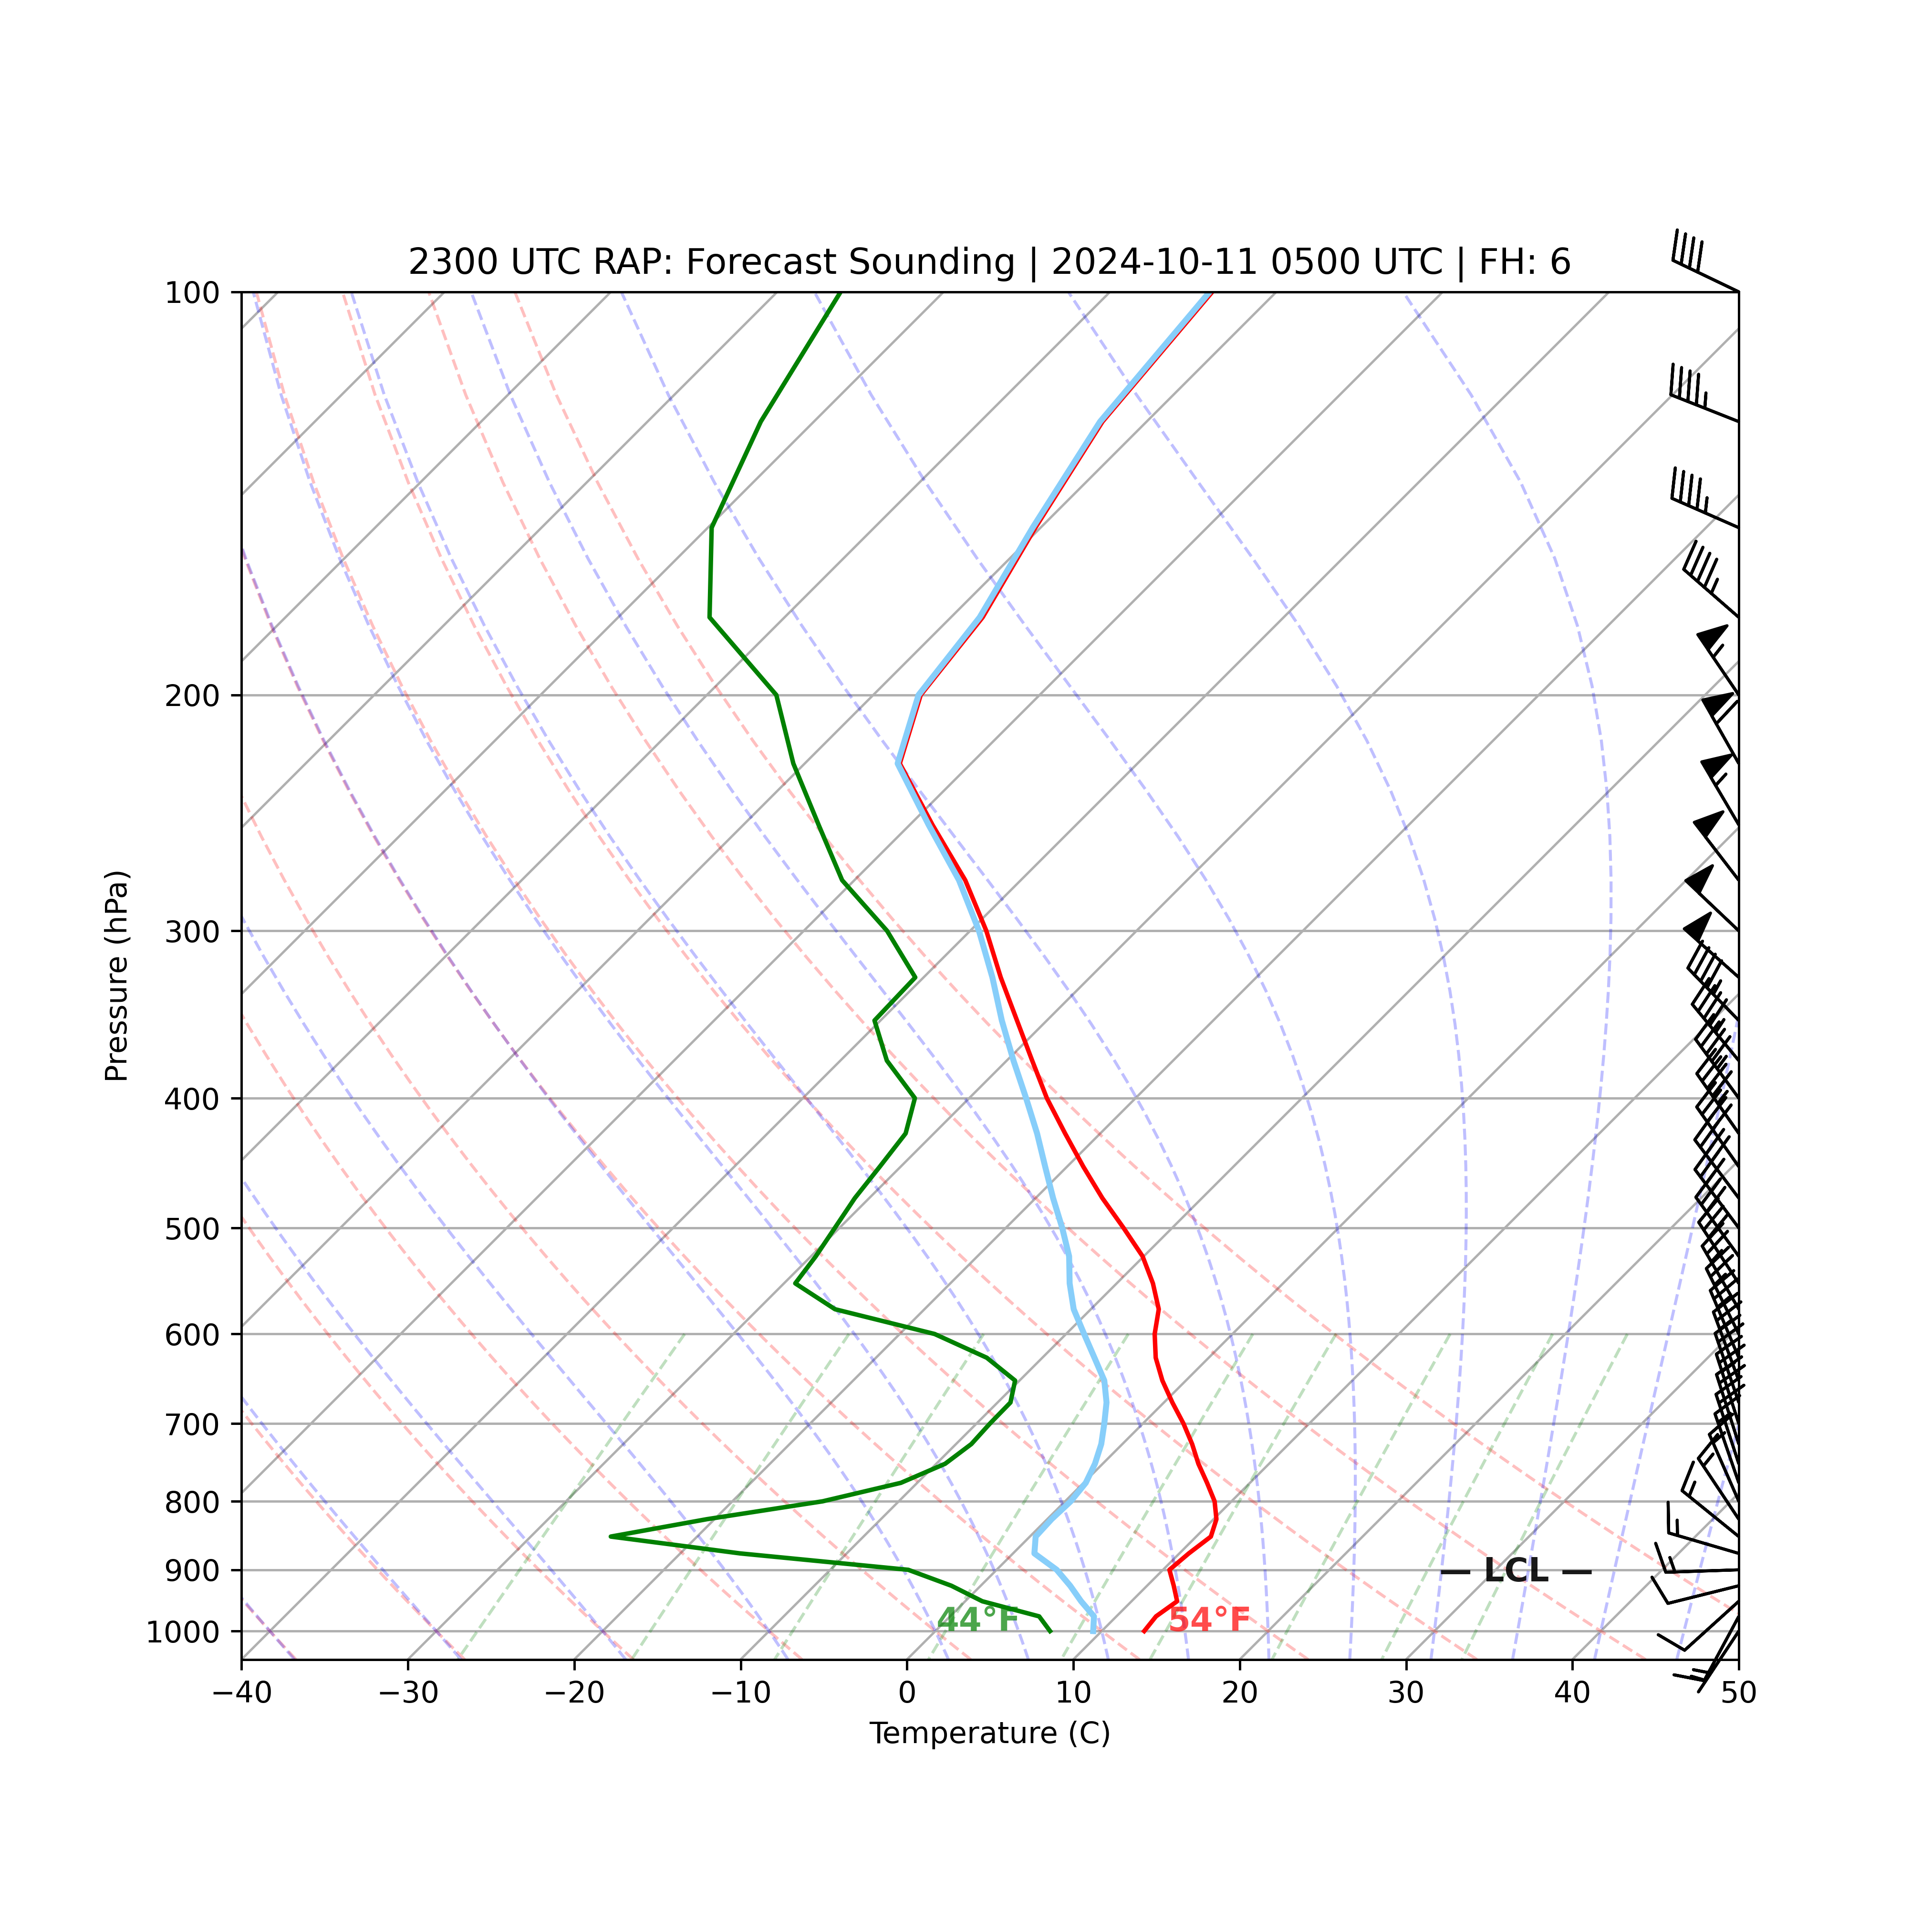 2300 UTC RAP: Forecast Sounding | 2024-10-11 0500 UTC | FH: 6
100
200
300
400
500
600
700
800
900
1000
Pressure (hPa)
— LCL —
44°F
54°F
−40 −30 −20 −10 0 10 20 30 40 50
Temperature (C)